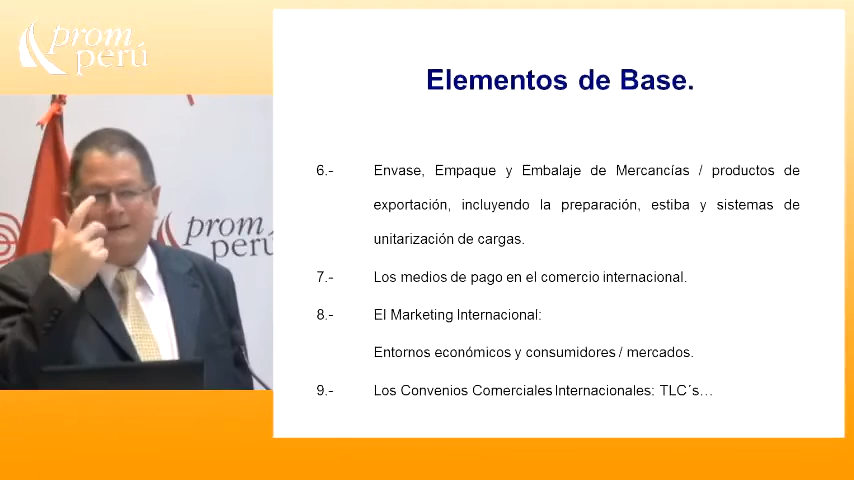 prom
perú
Elementos de Base.
6.- Envase, Empaque y Embalaje de Mercancías / productos de
exportación, incluyendo la preparación, estiba y sistemas de
unitarización de cargas.
7.- Los medios de pago en el comercio internacional.
8.- El Marketing Internacional:
Entornos económicos y consumidores / mercados.
9.- Los Convenios Comerciales Internacionales: TLC´s…
prom
perú